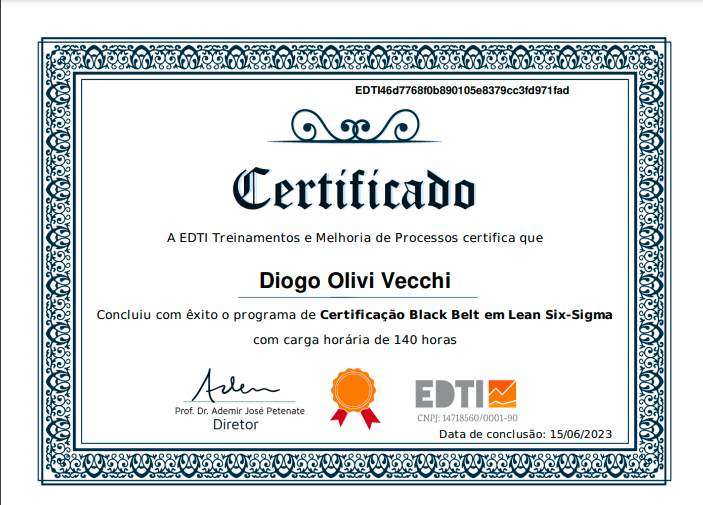 EDTI46d7768f0b890105e8379cc3fd971fad
Certificado
A EDTI Treinamentos e Melhoria de Processos certifica que
Diogo Olivi Vecchi
Concluiu com êxito o programa de Certificação Black Belt em Lean Six-Sigma
com carga horária de 140 horas
Prof. Dr. Ademir José Petenate
Diretor
EDTI
CNPJ: 14718560/0001-90
Data de conclusão: 15/06/2023